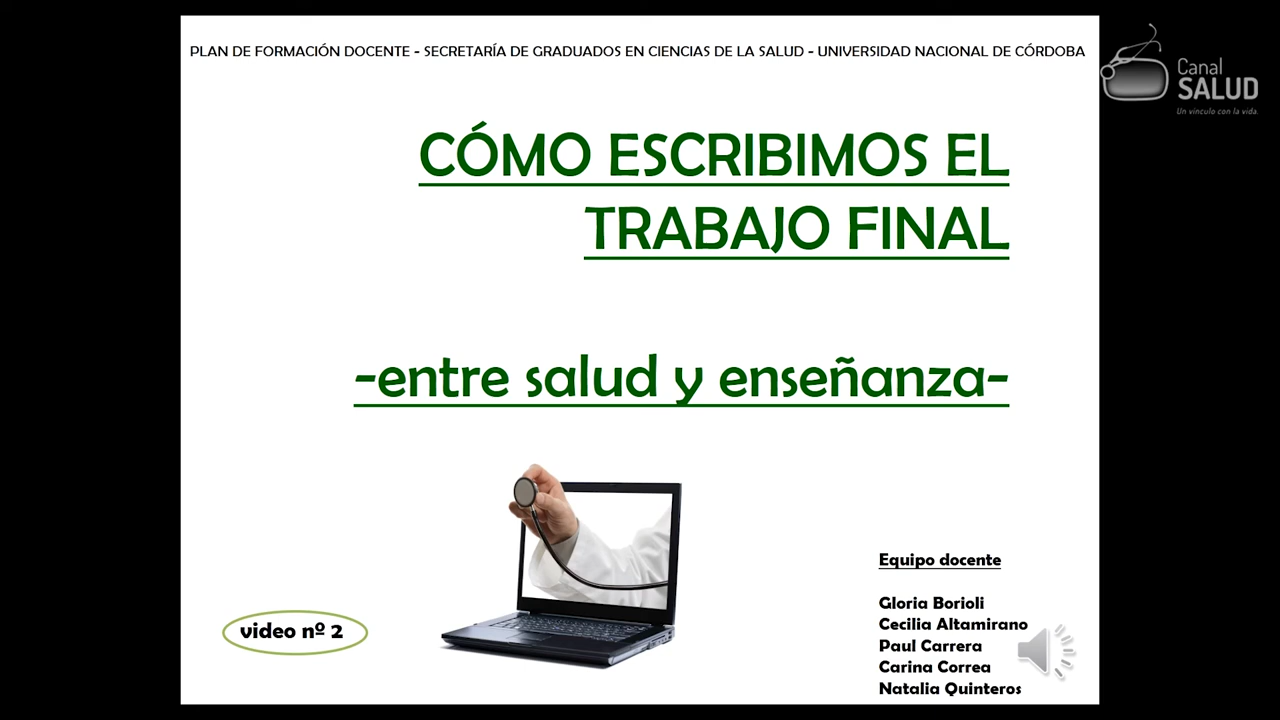 PLAN DE FORMACIÓN DOCENTE - SECRETARÍA DE GRADUADOS EN CIENCIAS DE LA SALUD - UNIVERSIDAD NACIONAL DE CÓRDOBA
Canal
SALUD
Un vínculo con la vida.
CÓMO ESCRIBIMOS EL
TRABAJO FINAL
-entre salud y enseñanza-
video nº 2
Equipo docente
Gloria Borioli
Cecilia Altamirano
Paul Carrera
Carina Correa
Natalia Quinteros